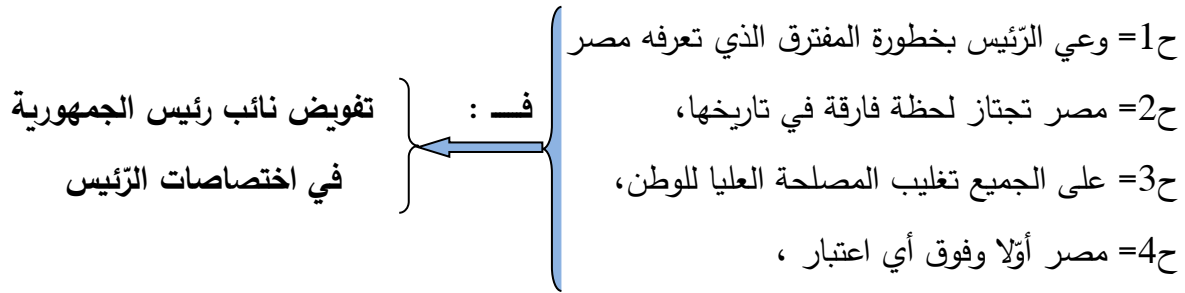 ح1= وعي الرّئيس بخطورة المفترق الذي تعرفه مصر
ح2= مصر تجتاز لحظة فارقة في تاريخها،
ح3= على الجميع تغليب المصلحة العليا للوطن،
ح4= مصر أوّلا وفوق أي اعتبار ،
فـــ :
تفويض نائب رئيس الجمهورية
في اختصاصات الرّئيس